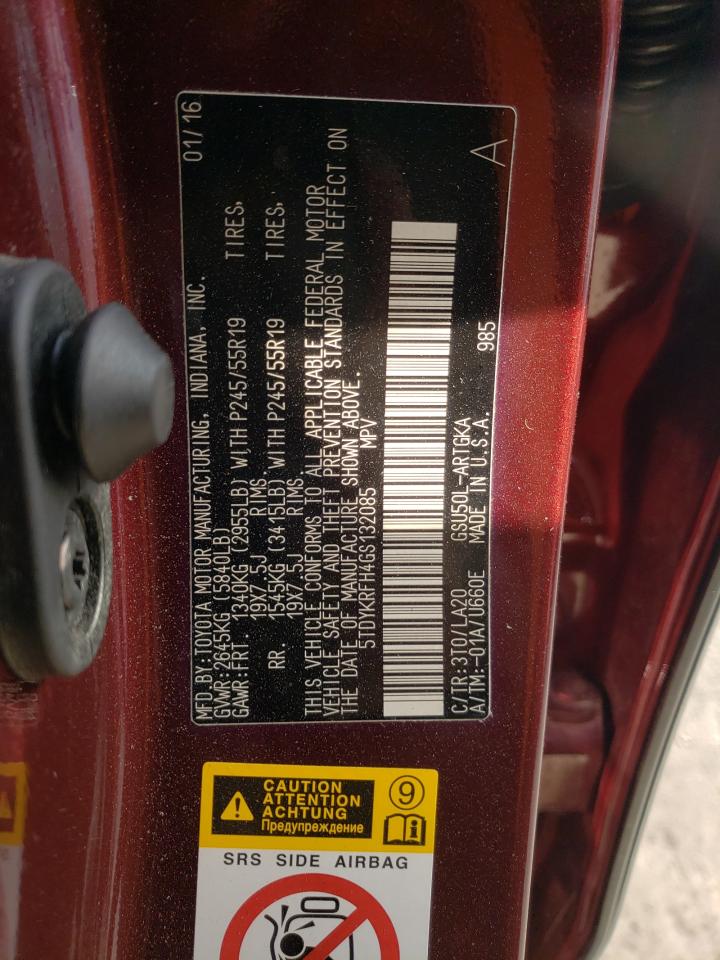 MFD. BY:TOYOTA MOTOR MANUFACTURING, INDIANA, INC. 01/16
GVWR:2645KG (5840LB)
GAWR:FRT. 1340KG (2955LB) WITH P245/55R19 TIRES,
19X7.5J RIMS.
RR. 1545KG (3415LB) WITH P245/55R19 TIRES,
19X7.5J RIMS
THIS VEHICLE CONFORMS TO ALL APPLICABLE FEDERAL MOTOR
VEHICLE SAFETY AND THEFT PREVENTION STANDARDS IN EFFECT ON
THE DATE OF MANUFACTURE SHOWN ABOVE.
5TDYKRFH4GS132085 MPV
A
C/TR:3T0/LA20 GSU50L-ARTGKA 985
A/TM:-01A/U660E MADE IN U.S.A.
CAUTION
ATTENTION
ACHTUNG
Предупреждение
9
i
SRS SIDE AIRBAG